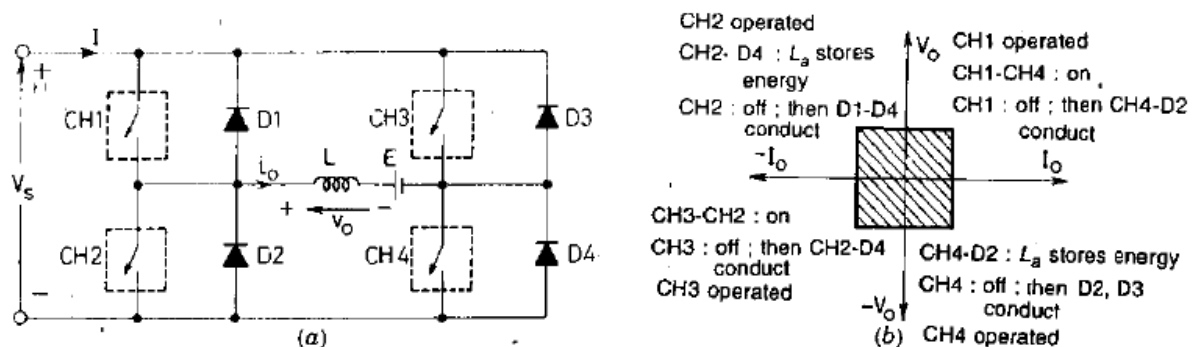 I
+
CH1
D1
CH3
D3
Vs
io
L
E
+
vo
-
CH2
D2
CH4
D4
-
(a)
CH2 operated
CH2- D4 : La stores
energy
CH2 : off ; then D1-D4
conduct
Vo
CH1 operated
CH1-CH4 : on
CH1 : off ; then CH4-D2
conduct
-Io
Io
CH3-CH2 : on
CH3 : off ; then CH2-D4
conduct
CH3 operated
CH4-D2 : La stores energy
CH4 : off ; then D2, D3
conduct
-Vo
(b) CH4 operated